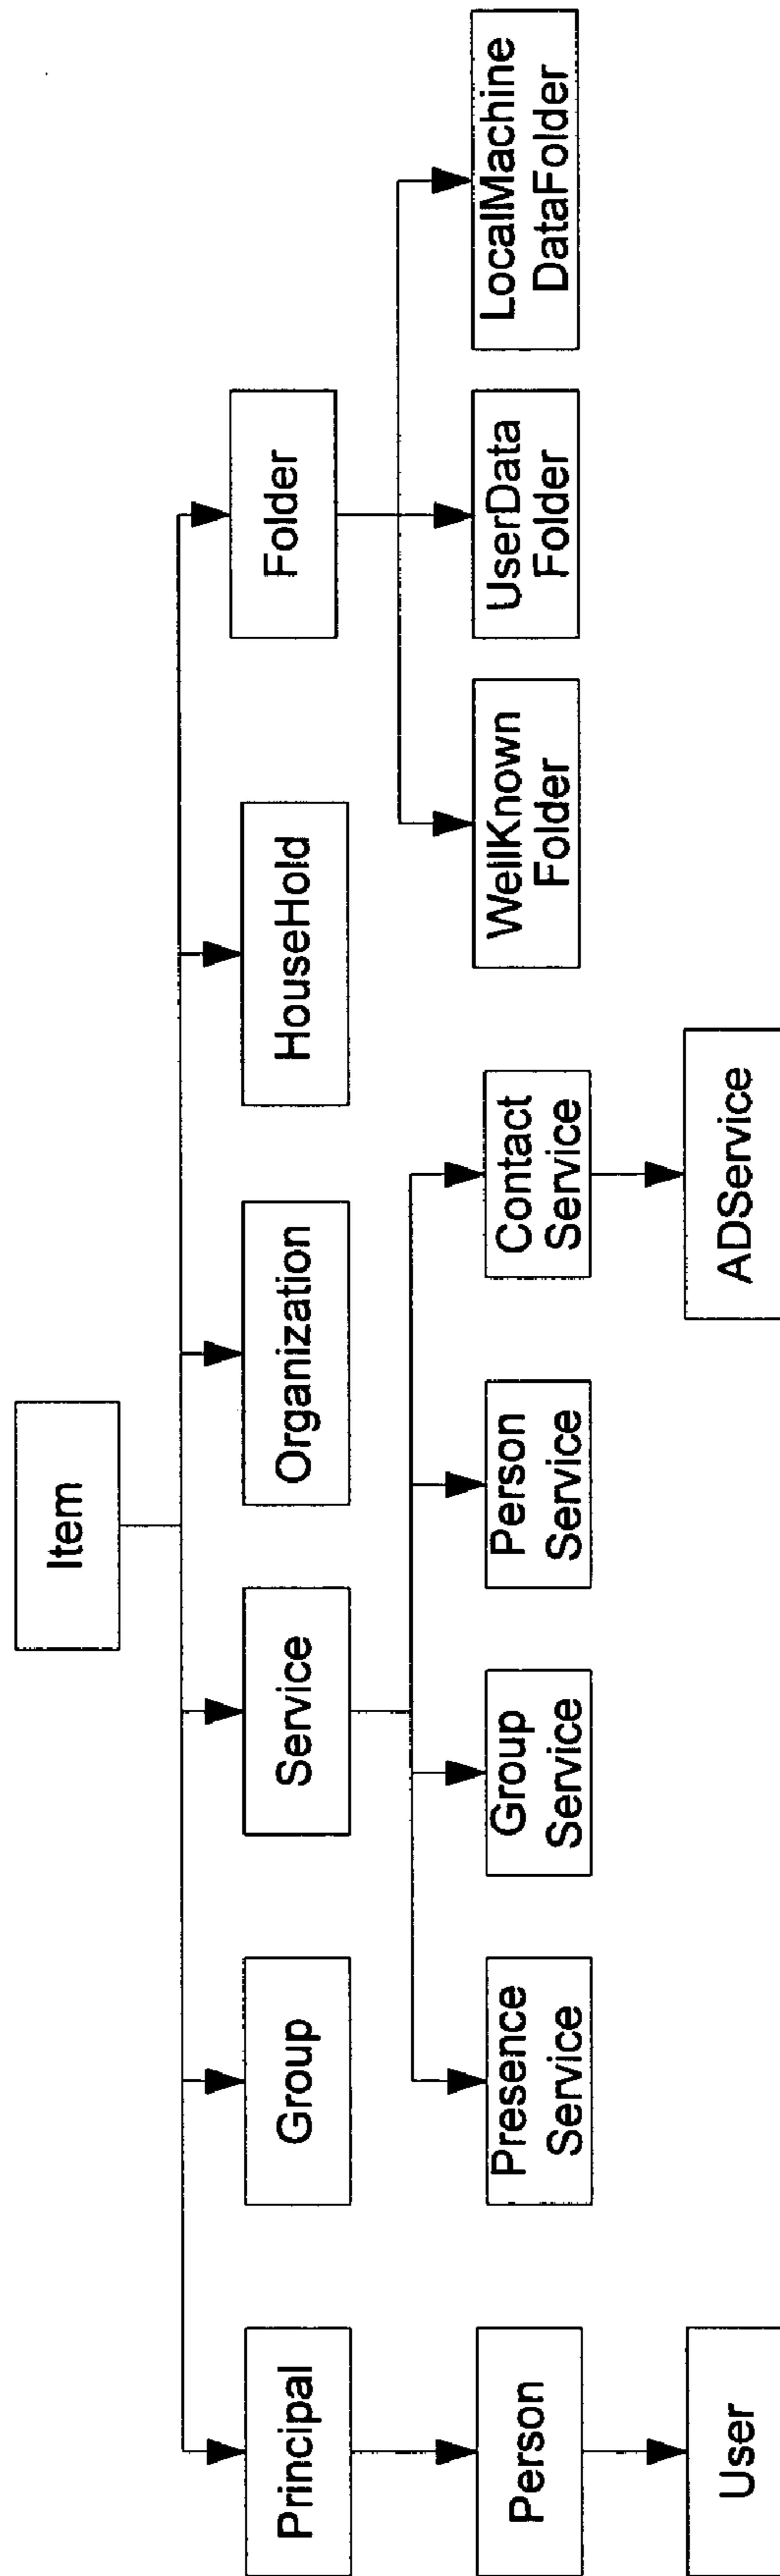 Item
Principal
Group
Service
Organization
HouseHold
Folder
Person
Presence
Service
Group
Service
Person
Service
Contact
Service
WellKnown
Folder
UserData
Folder
LocalMachine
DataFolder
User
ADService